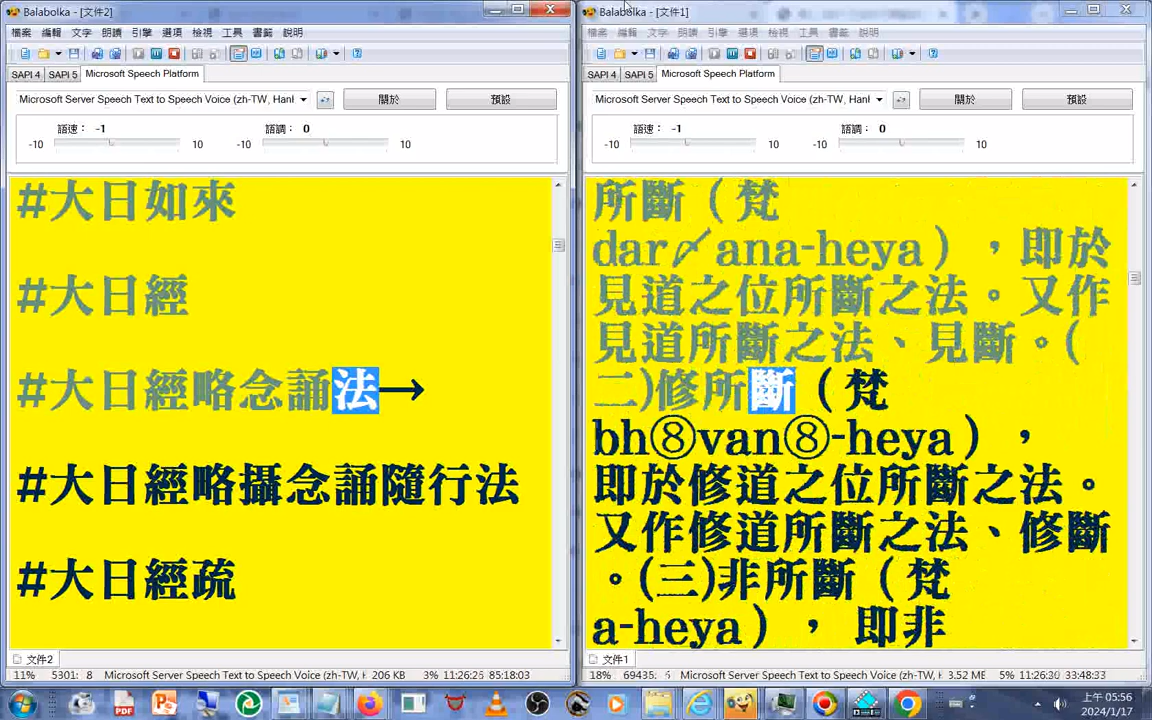 Balabolka - [文件2]
檔案 編輯 文字 朗讀 引擎 選項 檢視 工具 書籤 說明
SAPI 4 SAPI 5 Microsoft Speech Platform
Microsoft Server Speech Text to Speech Voice (zh-TW, Hanl
關於 預設
語速： -1 語調： 0
-10 10 -10 10
#大日如來
#大日經
#大日經略念誦法→
#大日經略攝念誦隨行法
#大日經疏
文件2
11% 5301: 8 Microsoft Server Speech Text to Speech Voice (zh-TW, H 206 KB 3% 11:26:25 85:18:03
Balabolka - [文件1]
檔案 編輯 文字 朗讀 引擎 選項 檢視 工具 書籤 說明
SAPI 4 SAPI 5 Microsoft Speech Platform
Microsoft Server Speech Text to Speech Voice (zh-TW, Hanl
關於 預設
語速： -1 語調： 0
-10 10 -10 10
所斷（梵
dar〆ana-heya），即於
見道之位所斷之法。又作
見道所斷之法、見斷。(
二)修所斷（梵
bh⑧van⑧-heya），
即於修道之位所斷之法。
又作修道所斷之法、修斷
。(三)非所斷（梵
a-heya）， 即非
文件1
18% 69435: Microsoft Server Speech Text to Speech Voice (zh-TW, H 3.52 MB 5% 11:26:30 33:48:33
上午 05:56
2024/1/17